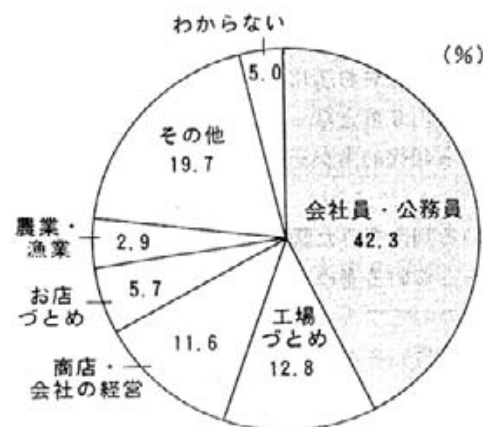 わからない
5.0
(%)
その他
19.7
会社員・公務員
42.3
農業・
漁業
2.9
お店
づとめ
5.7
工場
づとめ
12.8
商店・
会社の経営
11.6